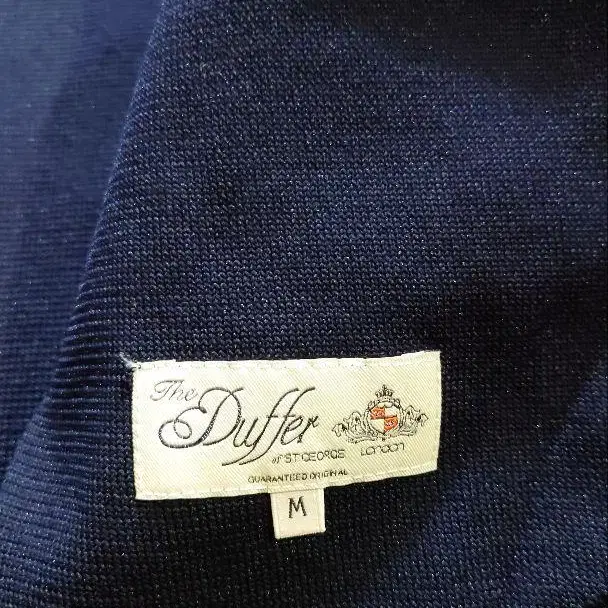 The
Duffer
of ST GEORGE LONDON
GUARANTEED ORIGINAL
M